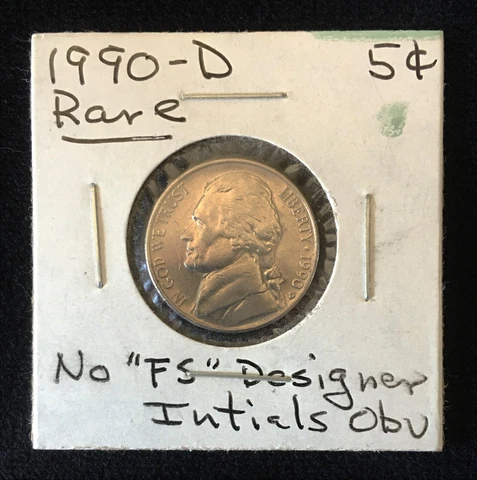 1990-D 5¢
Rare
IN GOD WE TRUST
LIBERTY * 1990 D
No "FS" Designer
Intials Obv